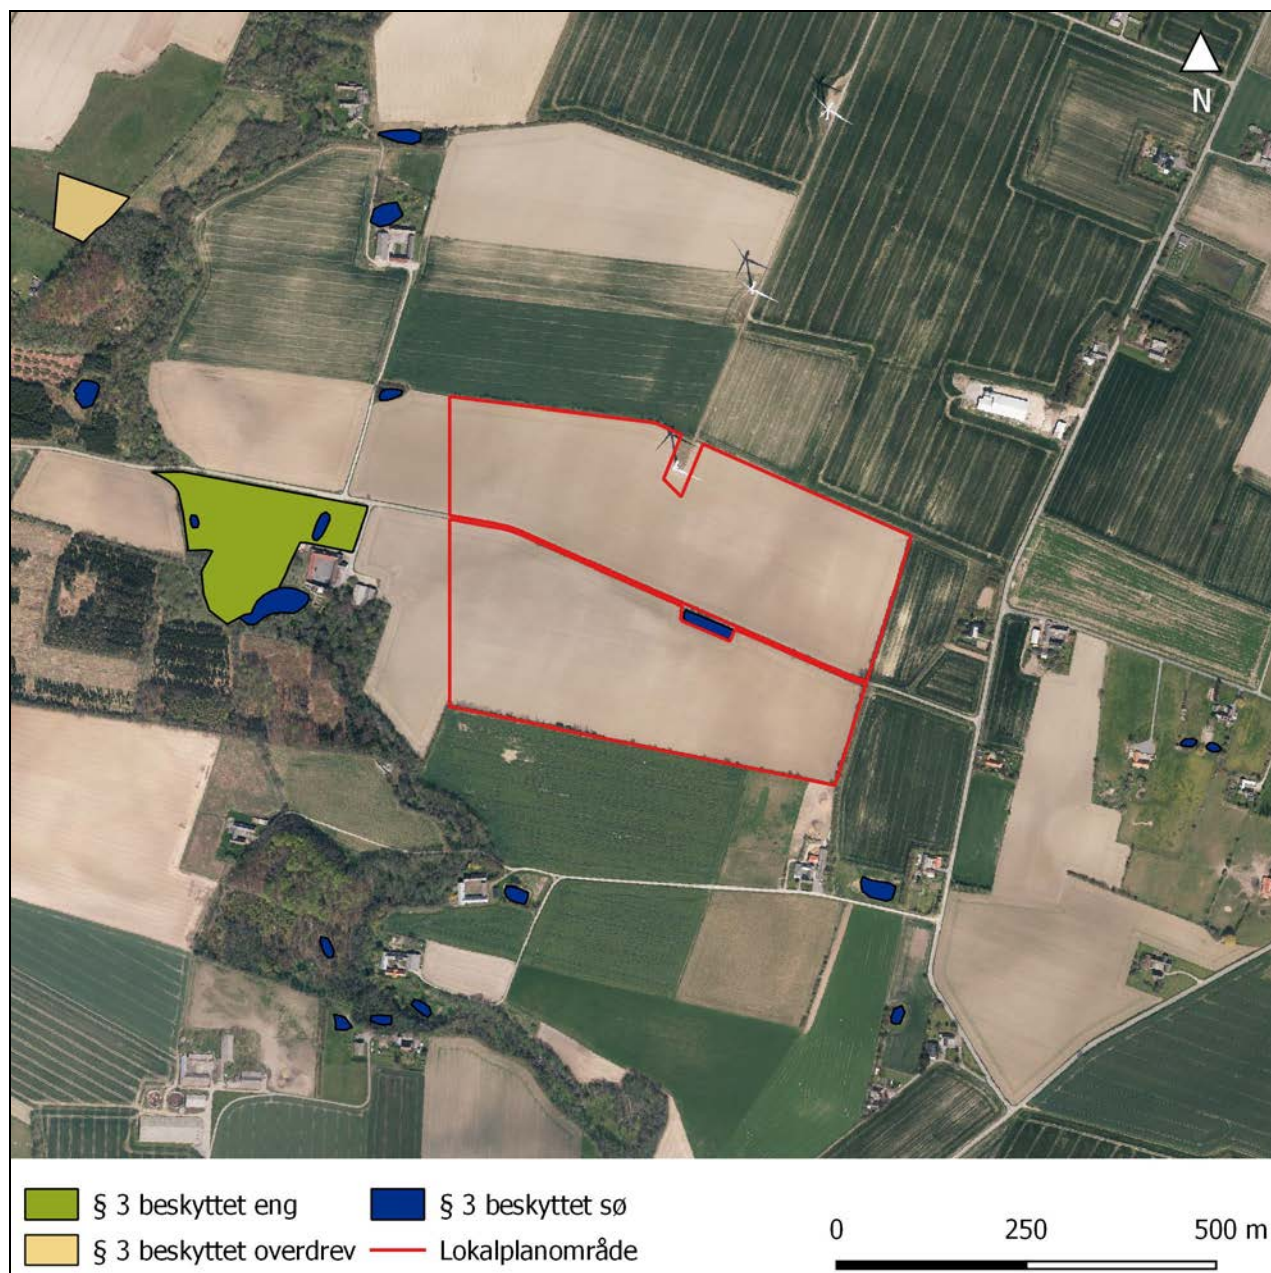 N
§ 3 beskyttet eng
§ 3 beskyttet sø
§ 3 beskyttet overdrev
Lokalplanområde
0 250 500 m